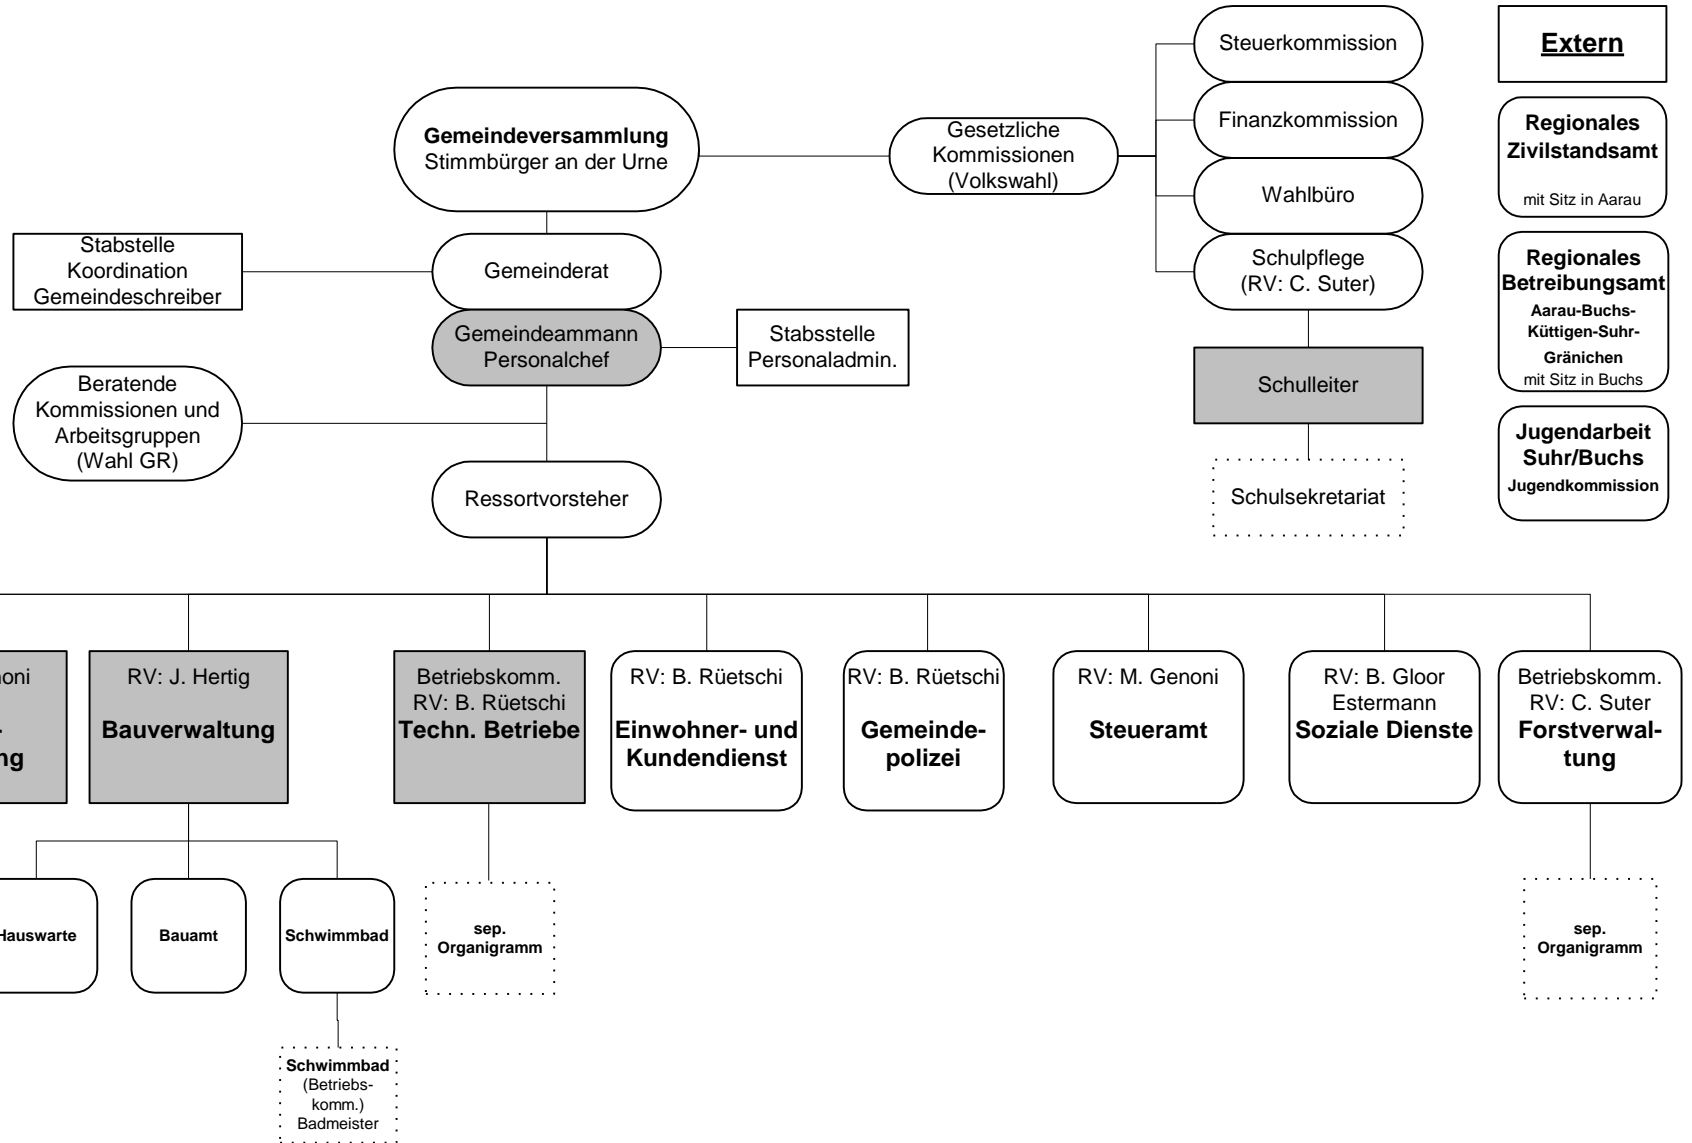 Steuerkommission
Finanzkommission
Wahlbüro
Schulpflege
(RV: C. Suter)
Schulleiter
Schulsekretariat
Gesetzliche
Kommissionen
(Volkswahl)
Gemeindeversammlung
Stimmbürger an der Urne
Stabstelle
Koordination
Gemeindeschreiber
Gemeinderat
Gemeindeammann
Personalchef
Stabsstelle
Personaladmin.
Beratende
Kommissionen und
Arbeitsgruppen
(Wahl GR)
Ressortvorsteher
Extern
Regionales
Zivilstandsamt
mit Sitz in Aarau
Regionales
Betreibungsamt
Aarau-Buchs-
Küttigen-Suhr-
Gränichen
mit Sitz in Buchs
Jugendarbeit
Suhr/Buchs
Jugendkommission
RV: J. Hertig
Bauverwaltung
Betriebskomm.
RV: B. Rüetschi
Techn. Betriebe
RV: B. Rüetschi
Einwohner- und
Kundendienst
RV: B. Rüetschi
Gemeinde-
polizei
RV: M. Genoni
Steueramt
RV: B. Gloor
Estermann
Soziale Dienste
Betriebskomm.
RV: C. Suter
Forstverwal-
tung
Hauswarte
Bauamt
Schwimmbad
sep.
Organigramm
sep.
Organigramm
Schwimmbad
(Betriebs-
komm.)
Badmeister